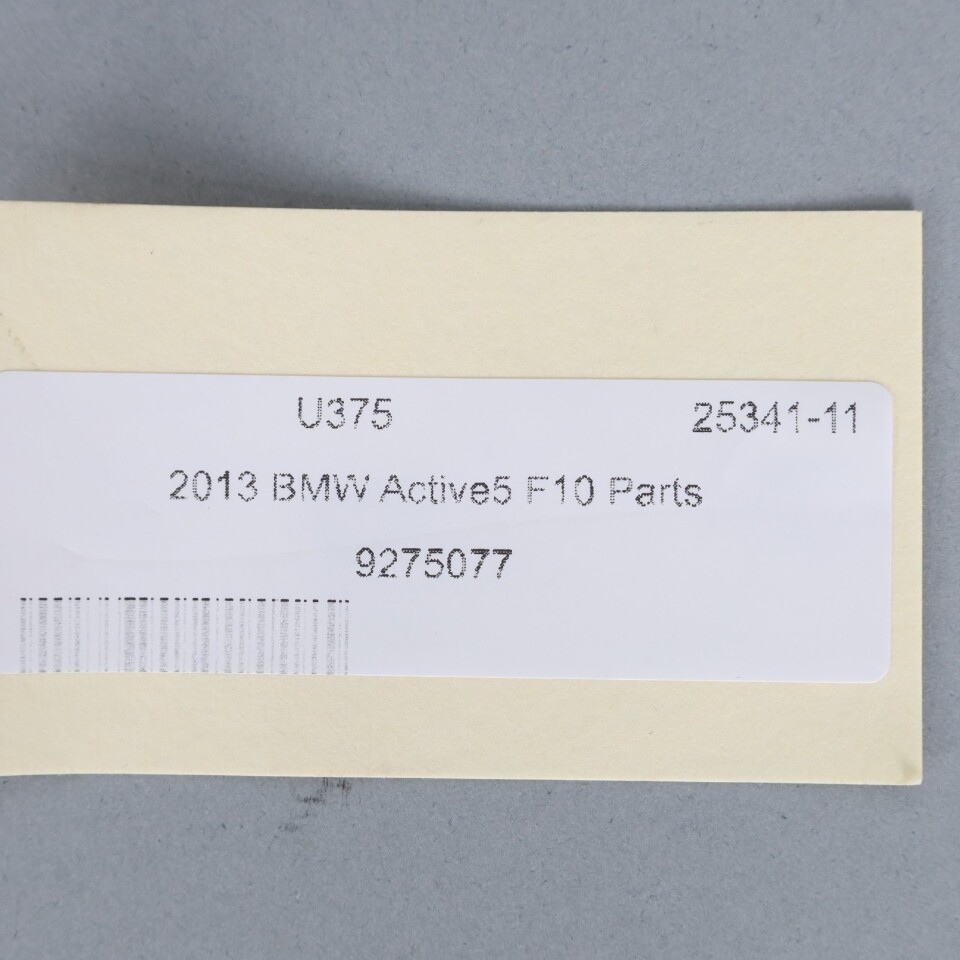 U375 25341-11
2013 BMW Active5 F10 Parts
9275077